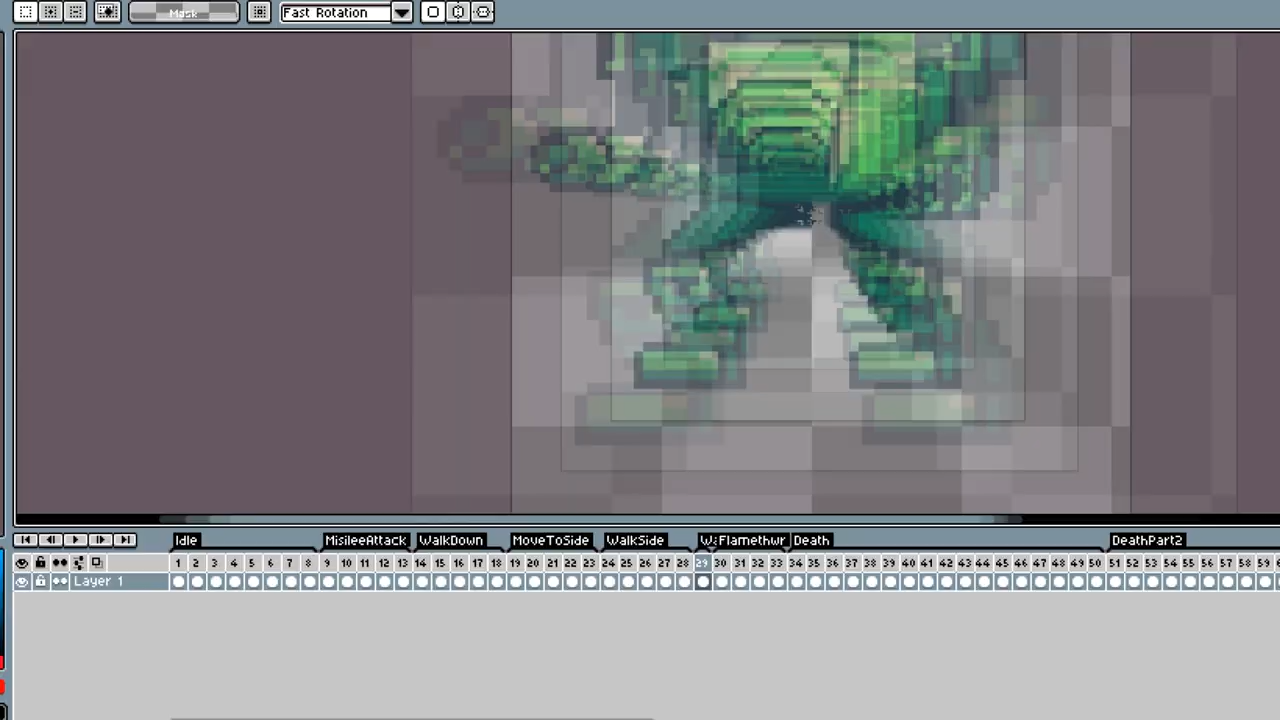 Mask Fast Rotation
Idle MisileeAttack WalkDown MoveToSide WalkSide W:Flamethwr Death DeathPart2
1 2 3 4 5 6 7 8 9 10 11 12 13 14 15 16 17 18 19 20 21 22 23 24 25 26 27 28 29 30 31 32 33 34 35 36 37 38 39 40 41 42 43 44 45 46 47 48 49 50 51 52 53 54 55 56 57 58 59
Layer 1